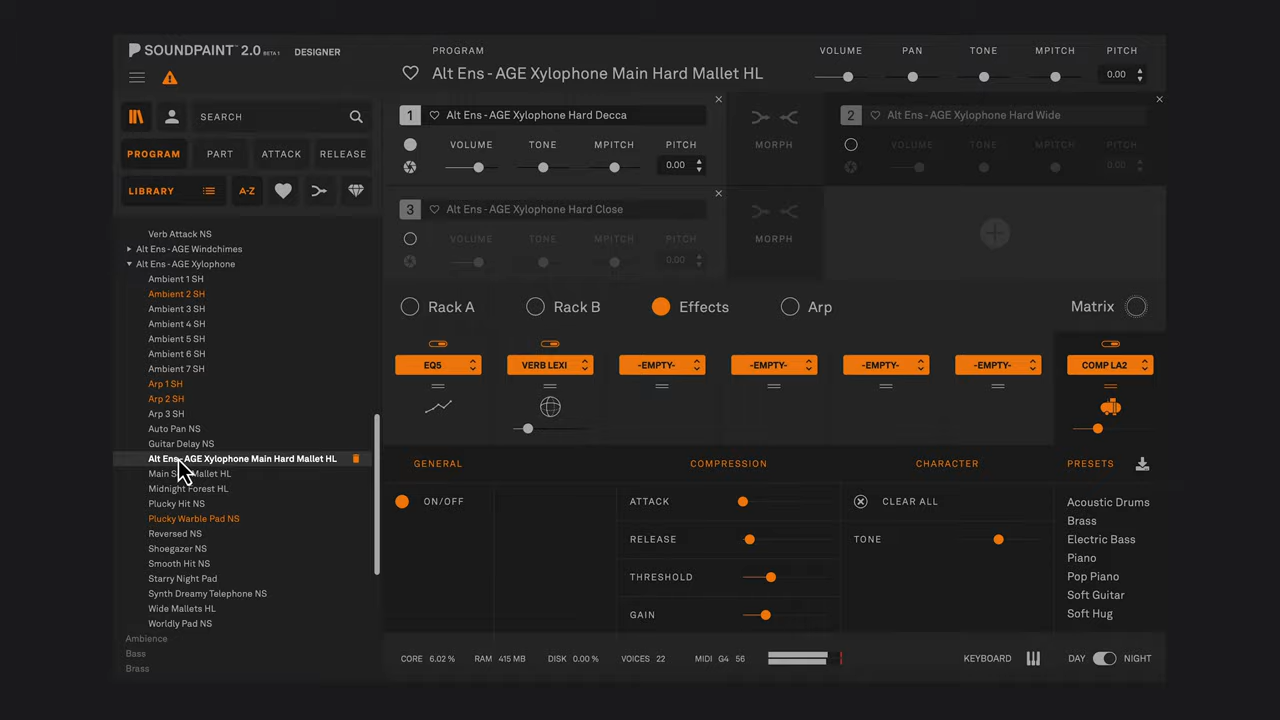 SOUNDPAINT 2.0 BETA 1 DESIGNER
PROGRAM
Alt Ens - AGE Xylophone Main Hard Mallet HL
VOLUME PAN TONE MPITCH PITCH
0.00
SEARCH
PROGRAM PART ATTACK RELEASE
LIBRARY A-Z
Verb Attack NS
Alt Ens - AGE Windchimes
Alt Ens - AGE Xylophone
Ambient 1 SH
Ambient 2 SH
Ambient 3 SH
Ambient 4 SH
Ambient 5 SH
Ambient 6 SH
Ambient 7 SH
Arp 1 SH
Arp 2 SH
Arp 3 SH
Auto Pan NS
Guitar Delay NS
Alt Ens - AGE Xylophone Main Hard Mallet HL
Main Mallet HL
Midnight Forest HL
Plucky Hit NS
Plucky Warble Pad NS
Reversed NS
Shoegazer NS
Smooth Hit NS
Starry Night Pad
Synth Dreamy Telephone NS
Wide Mallets HL
Worldly Pad NS
Ambience
Bass
Brass
1 Alt Ens - AGE Xylophone Hard Decca
VOLUME TONE MPITCH PITCH
0.00
MORPH
2 Alt Ens - AGE Xylophone Hard Wide
VOLUME TONE MPITCH PITCH
0.00
3 Alt Ens - AGE Xylophone Hard Close
VOLUME TONE MPITCH PITCH
0.00
MORPH
Rack A Rack B Effects Arp Matrix
EQ5 VERB LEXI -EMPTY- -EMPTY- -EMPTY- -EMPTY- COMP LA2
GENERAL COMPRESSION CHARACTER PRESETS
ON/OFF
ATTACK
RELEASE
THRESHOLD
GAIN
CLEAR ALL
TONE
Acoustic Drums
Brass
Electric Bass
Piano
Pop Piano
Soft Guitar
Soft Hug
CORE 6.02 % RAM 415 MB DISK 0.00 % VOICES 22 MIDI G4 56 KEYBOARD DAY NIGHT